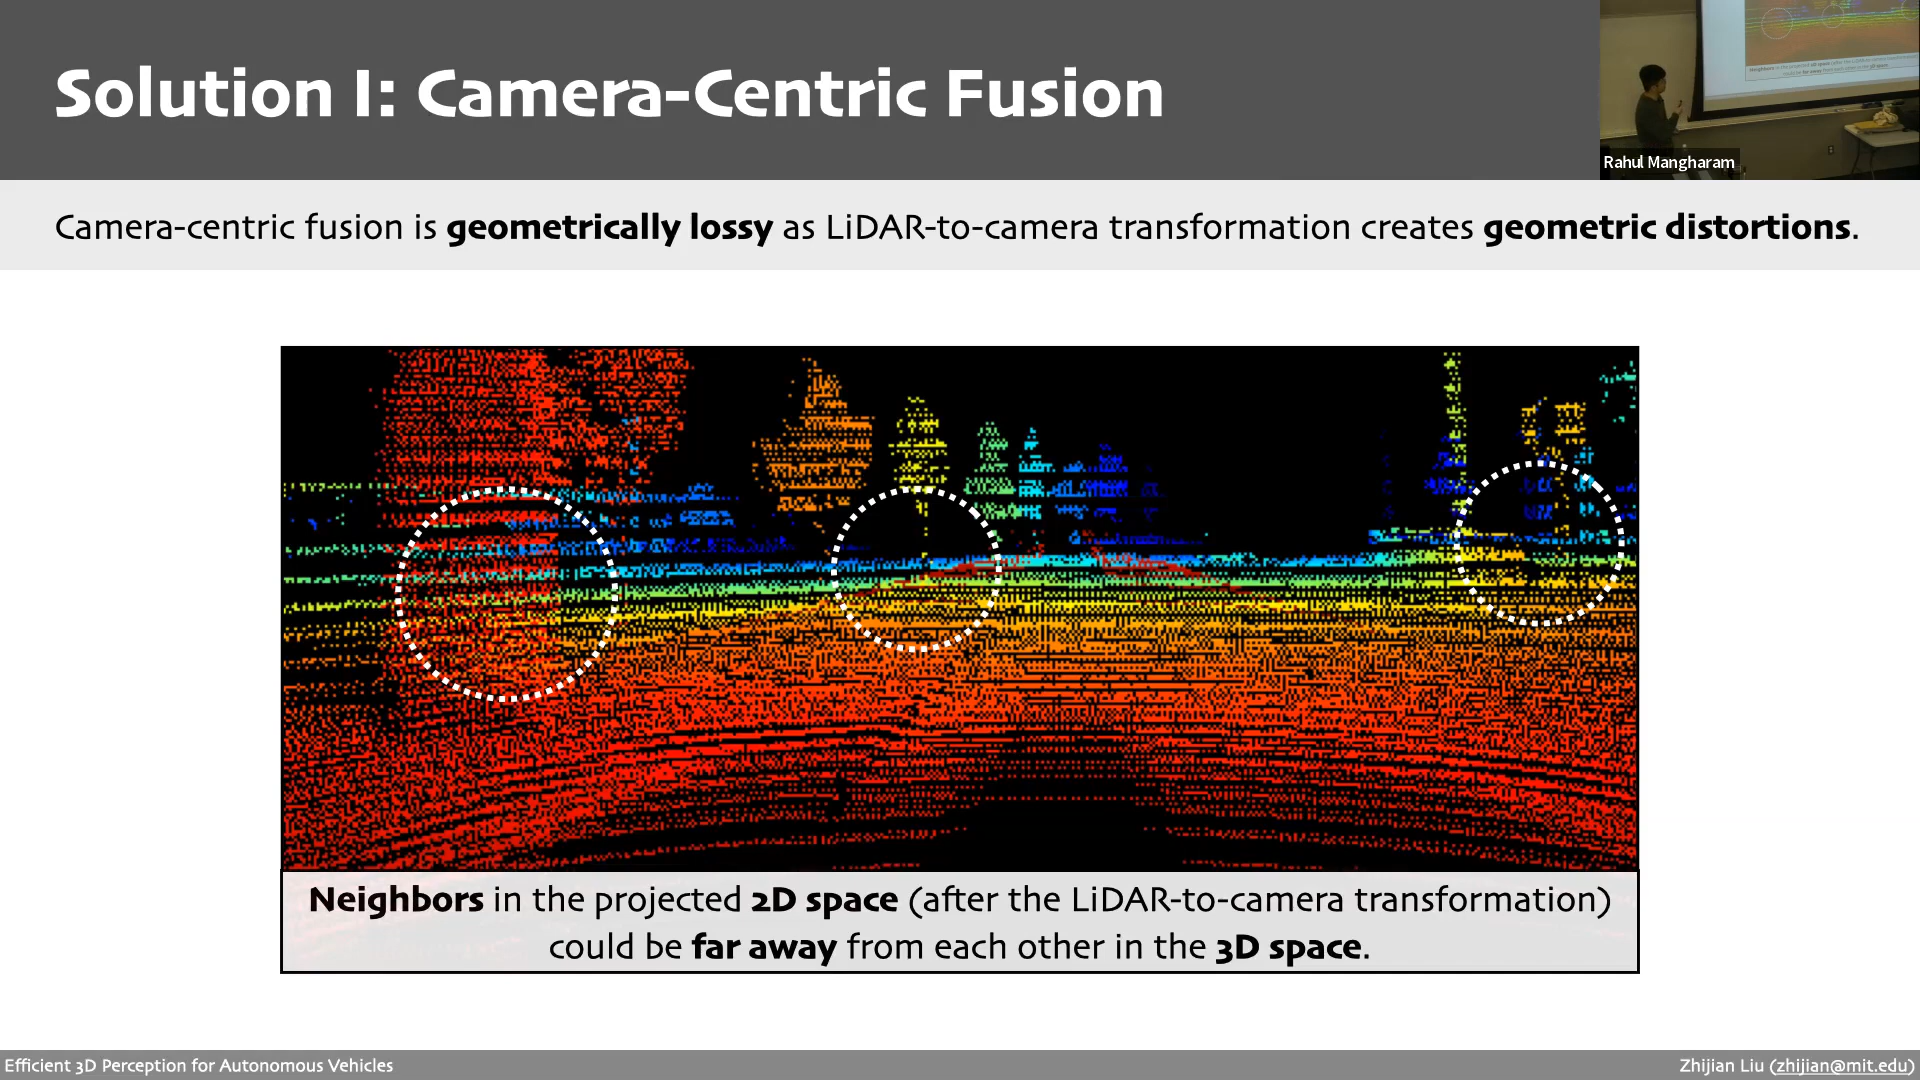 Solution I: Camera-Centric Fusion
Rahul Mangharam
Camera-centric fusion is geometrically lossy as LiDAR-to-camera transformation creates geometric distortions.
Neighbors in the projected 2D space (after the LiDAR-to-camera transformation)
could be far away from each other in the 3D space.
Efficient 3D Perception for Autonomous Vehicles
Zhijian Liu (zhijian@mit.edu)